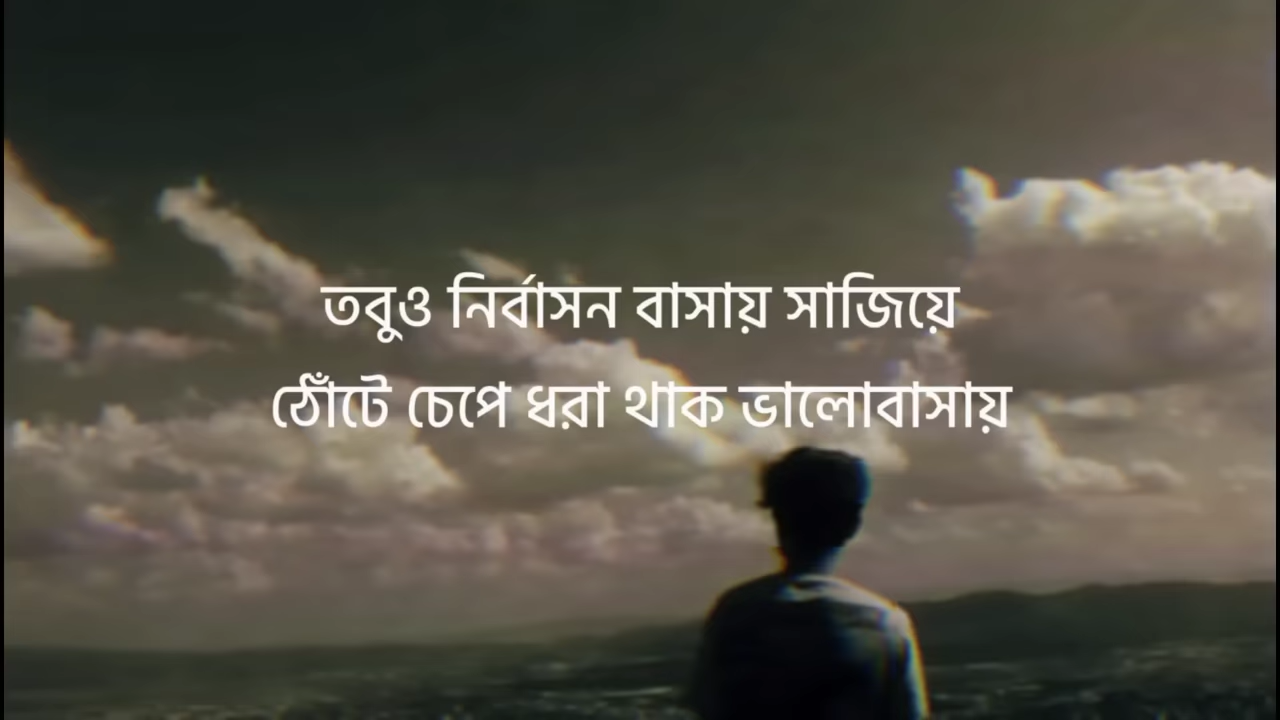 তবুও নির্বাসন বাসায় সাজিয়ে
ঠোঁটে চেপে ধরা থাক ভালোবাসায়